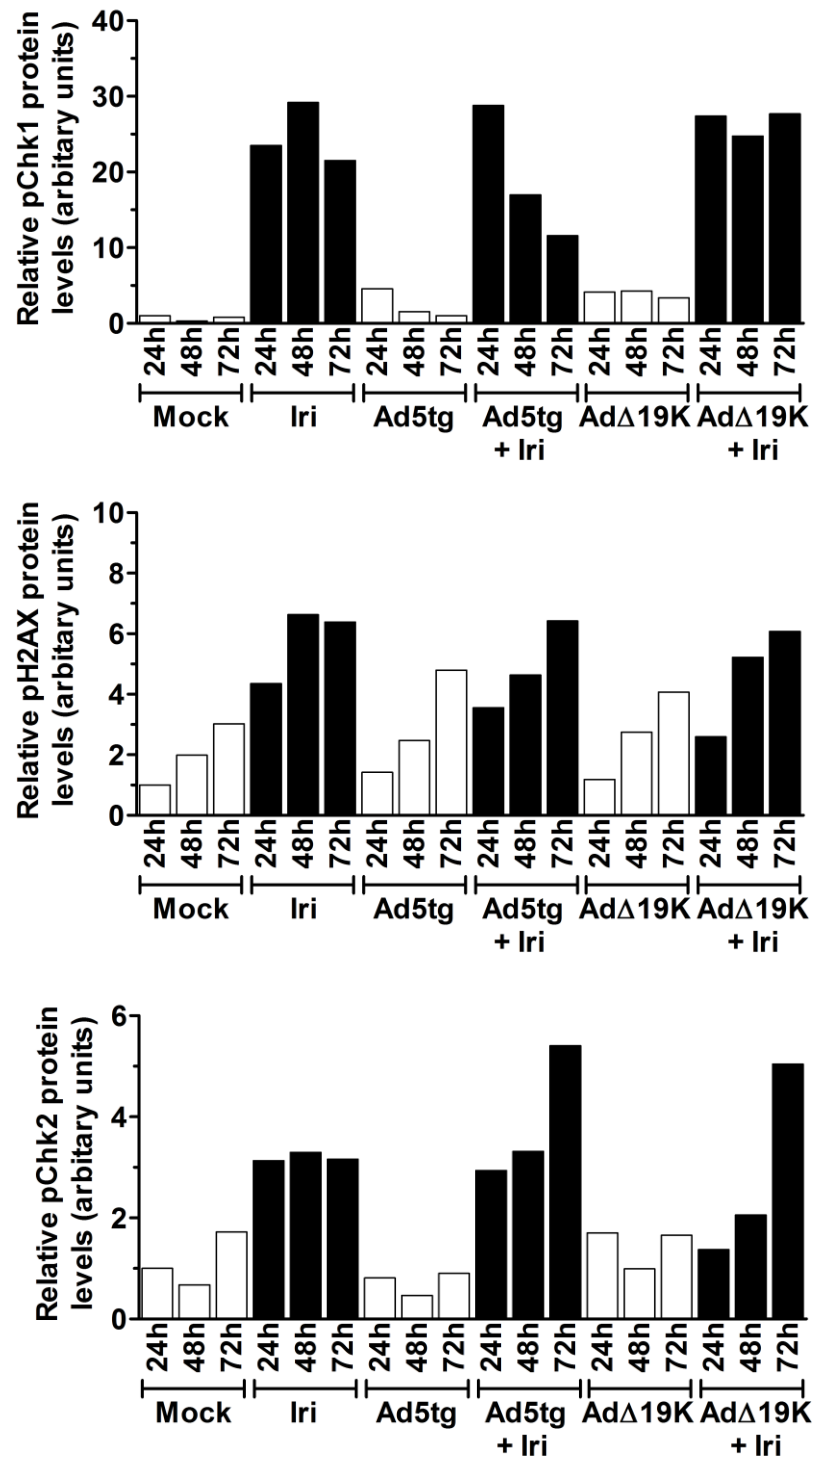 Relative pChk1 protein
levels (arbitary units)
40
30
20
10
0
24h 48h 72h 24h 48h 72h 24h 48h 72h 24h 48h 72h 24h 48h 72h 24h 48h 72h
Mock Iri Ad5tg Ad5tg AdΔ19K AdΔ19K
+ Iri + Iri
Relative pH2AX protein
levels (arbitary units)
10
8
6
4
2
0
24h 48h 72h 24h 48h 72h 24h 48h 72h 24h 48h 72h 24h 48h 72h 24h 48h 72h
Mock Iri Ad5tg Ad5tg AdΔ19K AdΔ19K
+ Iri + Iri
Relative pChk2 protein
levels (arbitary units)
6
4
2
0
24h 48h 72h 24h 48h 72h 24h 48h 72h 24h 48h 72h 24h 48h 72h 24h 48h 72h
Mock Iri Ad5tg Ad5tg AdΔ19K AdΔ19K
+ Iri + Iri